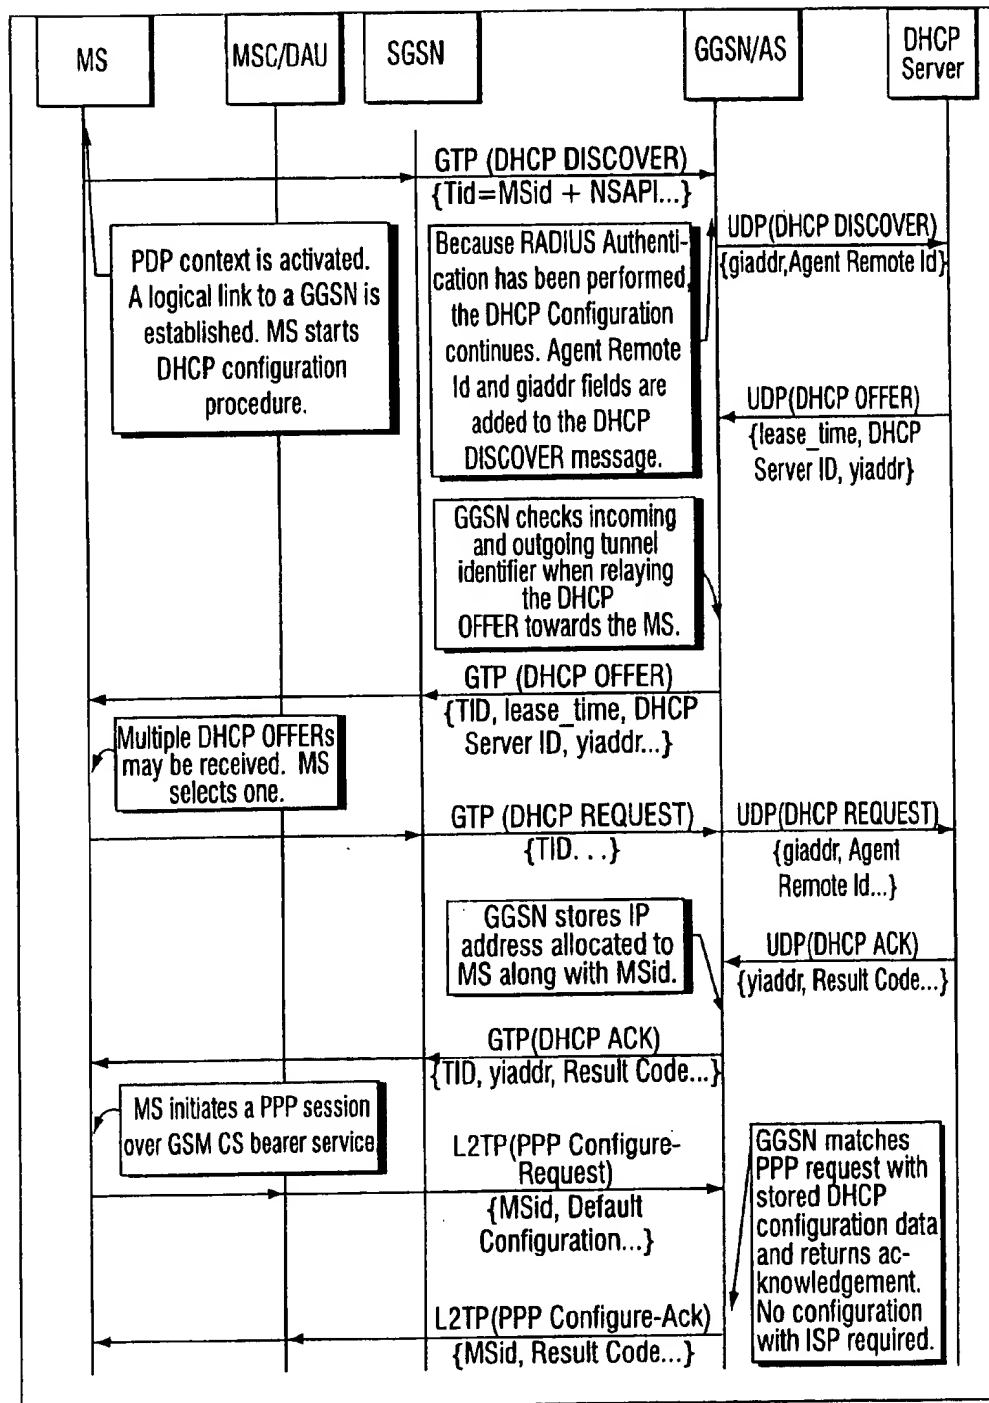 MS
MSC/DAU
SGSN
GGSN/AS
DHCP
Server
GTP (DHCP DISCOVER)
{Tid=MSid + NSAPI...}
PDP context is activated.
A logical link to a GGSN is
established. MS starts
DHCP configuration
procedure.
Because RADIUS Authenti-
cation has been performed,
the DHCP Configuration
continues. Agent Remote
Id and giaddr fields are
added to the DHCP
DISCOVER message.
UDP(DHCP DISCOVER)
{giaddr,Agent Remote Id}
UDP(DHCP OFFER)
{lease_time, DHCP
Server ID, yiaddr}
GGSN checks incoming
and outgoing tunnel
identifier when relaying
the DHCP
OFFER towards the MS.
GTP (DHCP OFFER)
{TID, lease_time, DHCP
Server ID, yiaddr...}
Multiple DHCP OFFERs
may be received. MS
selects one.
GTP (DHCP REQUEST)
{TID...}
UDP(DHCP REQUEST)
{giaddr, Agent
Remote Id...}
GGSN stores IP
address allocated to
MS along with MSid.
UDP(DHCP ACK)
{yiaddr, Result Code...}
GTP(DHCP ACK)
{TID, yiaddr, Result Code...}
MS initiates a PPP session
over GSM CS bearer service.
L2TP(PPP Configure-
Request)
{MSid, Default
Configuration...}
GGSN matches
PPP request with
stored DHCP
configuration data
and returns ac-
knowledgement.
No configuration
with ISP required.
L2TP(PPP Configure-Ack)
{MSid, Result Code...}